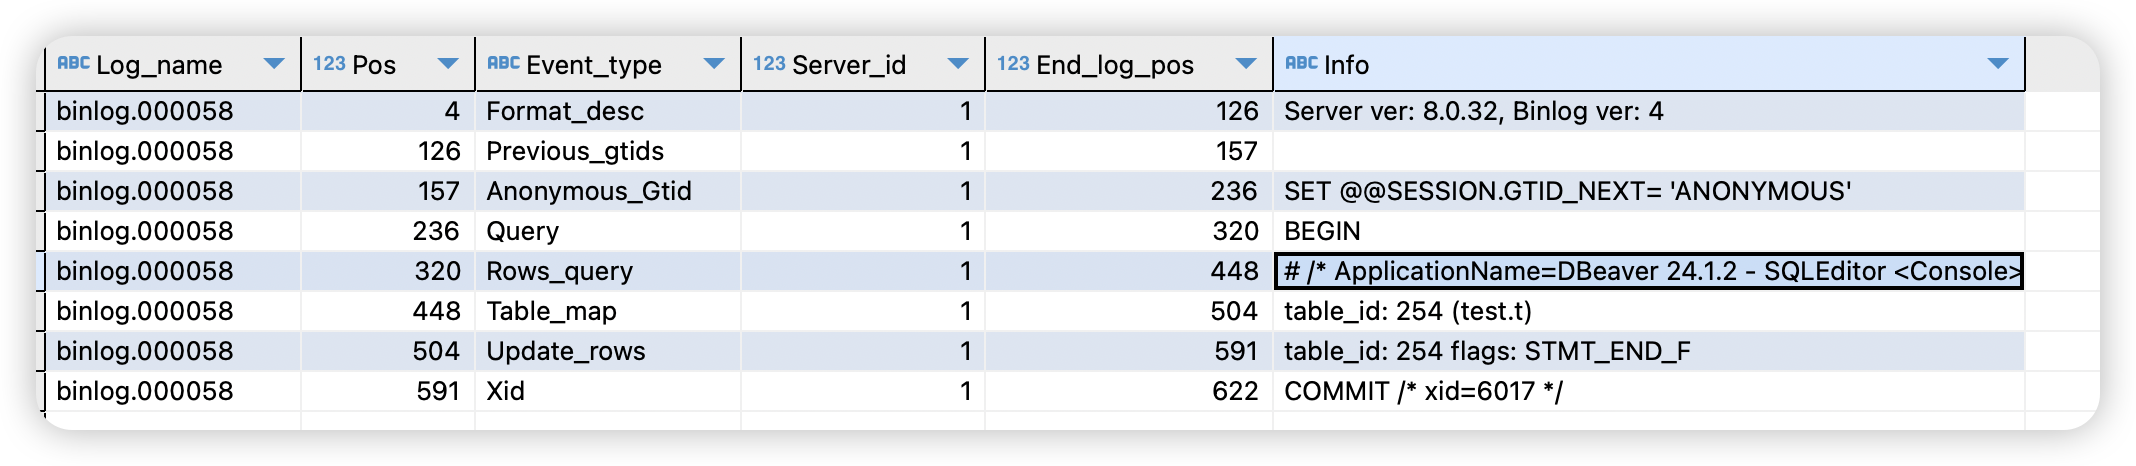 ABC Log_name 123 Pos ABC Event_type 123 Server_id 123 End_log_pos ABC Info
binlog.000058 4 Format_desc 1 126 Server ver: 8.0.32, Binlog ver: 4
binlog.000058 126 Previous_gtids 1 157
binlog.000058 157 Anonymous_Gtid 1 236 SET @@SESSION.GTID_NEXT= 'ANONYMOUS'
binlog.000058 236 Query 1 320 BEGIN
binlog.000058 320 Rows_query 1 448 # /* ApplicationName=DBeaver 24.1.2 - SQLEditor <Console>
binlog.000058 448 Table_map 1 504 table_id: 254 (test.t)
binlog.000058 504 Update_rows 1 591 table_id: 254 flags: STMT_END_F
binlog.000058 591 Xid 1 622 COMMIT /* xid=6017 */